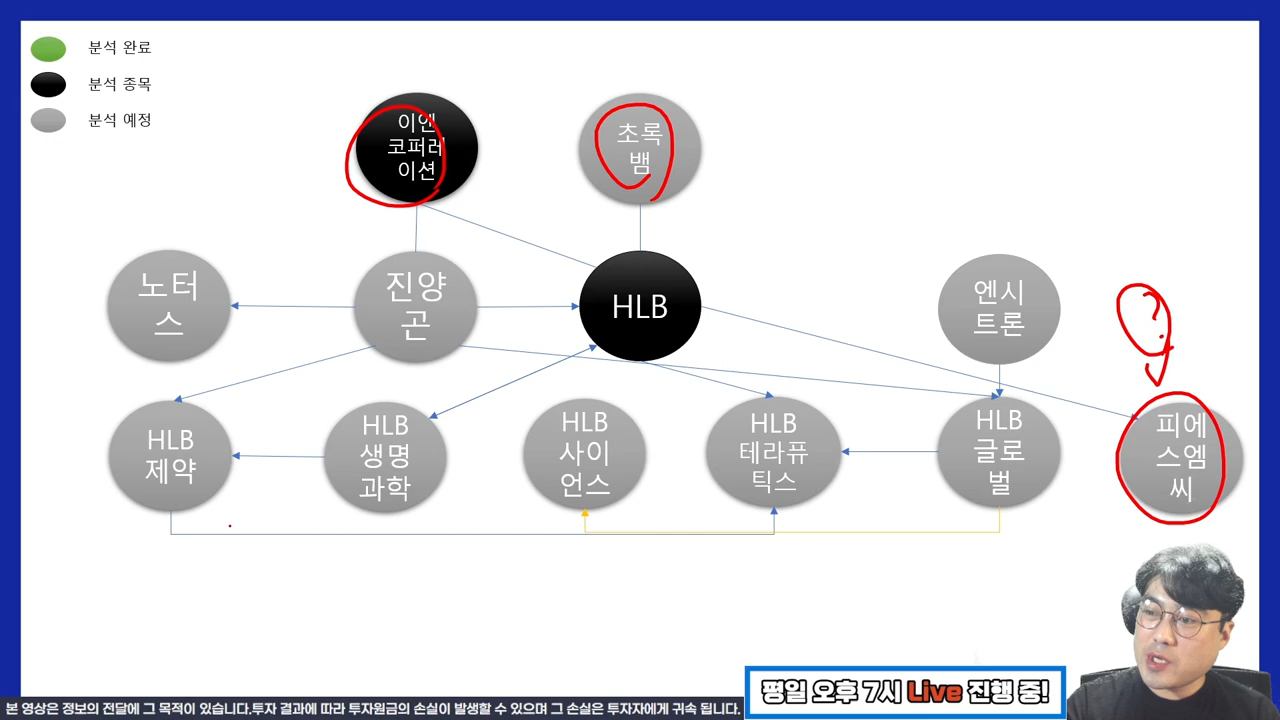 분석 완료
분석 종목
분석 예정
이앤
코퍼레
이션
초록
뱀
노터
스
진양
곤
HLB
엔시
트론
HLB
제약
HLB
생명
과학
HLB
사이
언스
HLB
테라퓨
틱스
HLB
글로
벌
피에
스엠
씨
?
평일 오후 7시 Live 진행 중!
본 영상은 정보의 전달에 그 목적이 있습니다.투자 결과에 따라 투자원금의 손실이 발생할 수 있으며 그 손실은 투자자에게 귀속 됩니다.